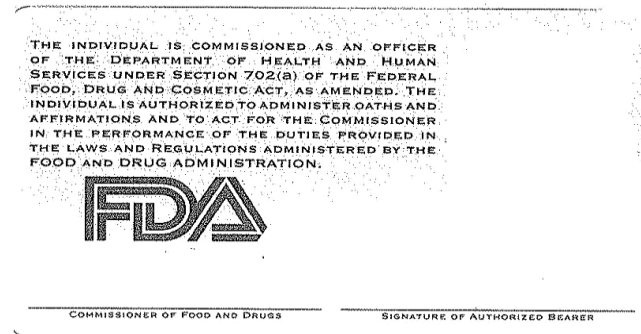 THE INDIVIDUAL IS COMMISSIONED AS AN OFFICER
OF THE DEPARTMENT OF HEALTH AND HUMAN
SERVICES UNDER SECTION 702(a) OF THE FEDERAL
FOOD, DRUG AND COSMETIC ACT, AS AMENDED. THE
INDIVIDUAL IS AUTHORIZED TO ADMINISTER OATHS AND
AFFIRMATIONS AND TO ACT FOR THE COMMISSIONER
IN THE PERFORMANCE OF THE DUTIES PROVIDED IN
THE LAWS AND REGULATIONS ADMINISTERED BY THE
FOOD AND DRUG ADMINISTRATION.
FDA
COMMISSIONER OF FOOD AND DRUGS
SIGNATURE OF AUTHORIZED BEARER